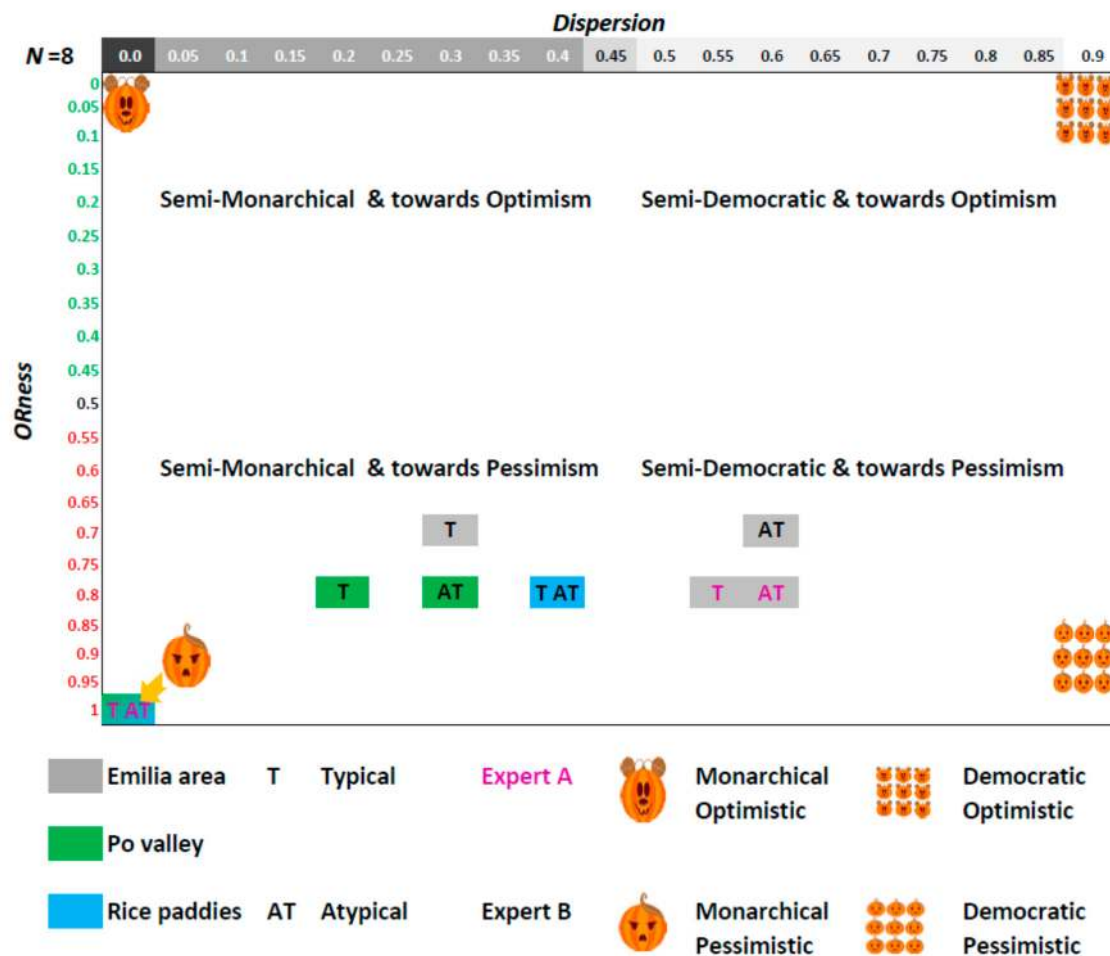 Dispersion
N =8 0.0 0.05 0.1 0.15 0.2 0.25 0.3 0.35 0.4 0.45 0.5 0.55 0.6 0.65 0.7 0.75 0.8 0.85 0.9
ORness
0
0.05
0.1
0.15
Semi-Monarchical & towards Optimism Semi-Democratic & towards Optimism
0.2
0.25
0.3
0.35
0.4
0.45
0.5
0.55
Semi-Monarchical & towards Pessimism Semi-Democratic & towards Pessimism
0.6
0.65
0.7 T AT
0.75
0.8 T AT T AT T AT
0.85
0.9
0.95
1 T AT
Emilia area T Typical Expert A Monarchical Democratic
Optimistic Optimistic
Po valley
Rice paddies AT Atypical Expert B Monarchical Democratic
Pessimistic Pessimistic